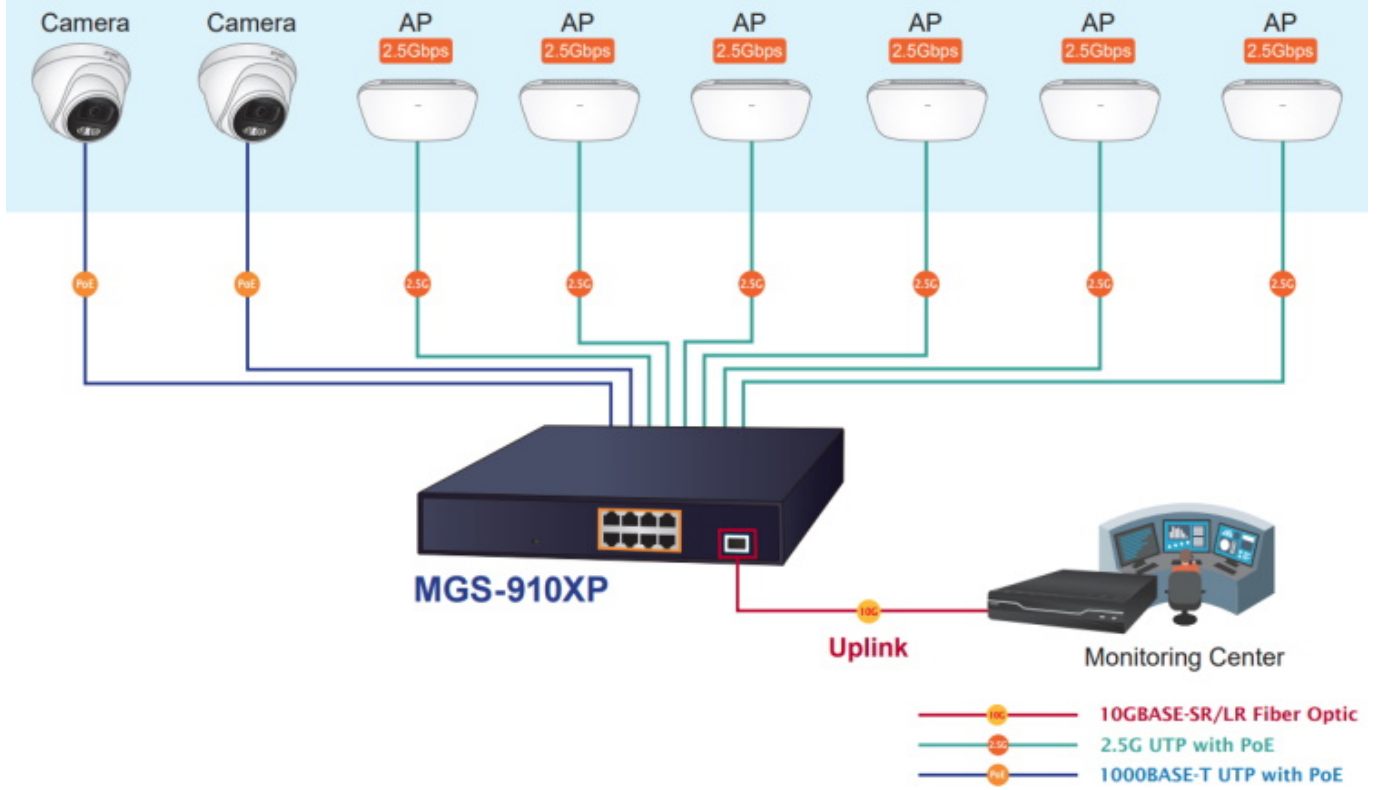 Camera
Camera
AP
AP
AP
AP
AP
AP
2.5Gbps
2.5Gbps
2.5Gbps
2.5Gbps
2.5Gbps
2.5Gbps
PoE
PoE
2.5G
2.5G
2.5G
2.5G
2.5G
2.5G
MGS-910XP
10G
Uplink
Monitoring Center
10G
10GBASE-SR/LR Fiber Optic
2.5G
2.5G UTP with PoE
PoE
1000BASE-T UTP with PoE